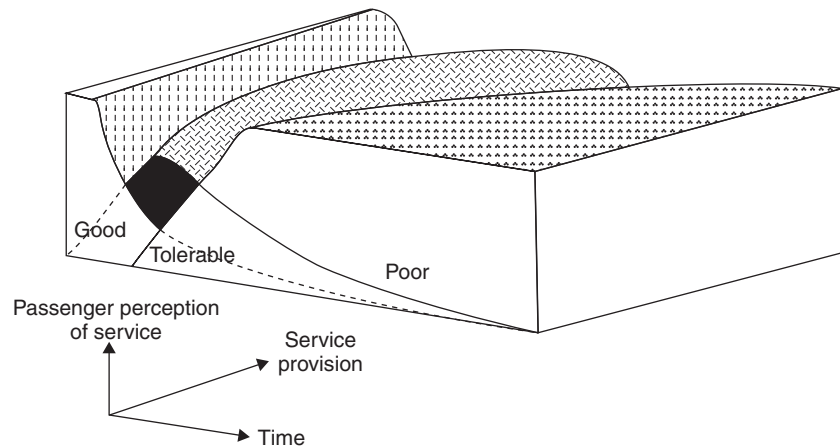 Good
Tolerable
Poor
Passenger perception
of service
Service
provision
Time